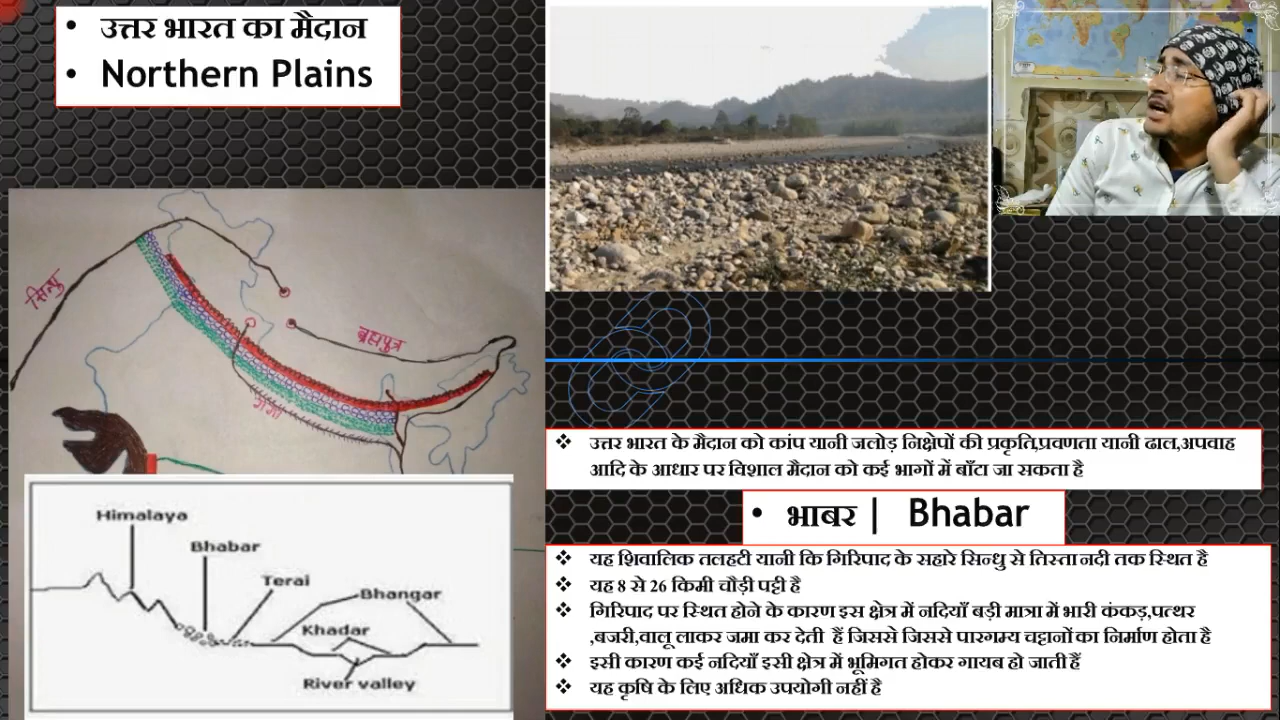 • उत्तर भारत का मैदान
• Northern Plains
सिन्धु
ब्रह्मपुत्र
गंगा
Himalaya
Bhabar
Terai
Bhangar
Khadar
River valley
❖ उत्तर भारत के मैदान को कांप यानी जलोड़ निक्षेपों की प्रकृति,प्रवणता यानी ढाल,अपवाह
आदि के आधार पर विशाल मैदान को कई भागों में बाँटा जा सकता है
• भाबर | Bhabar
❖ यह शिवालिक तलहटी यानी कि गिरिपाद के सहारे सिन्धु से तिस्ता नदी तक स्थित है
❖ यह 8 से 26 किमी चौड़ी पट्टी है
❖ गिरिपाद पर स्थित होने के कारण इस क्षेत्र में नदियाँ बड़ी मात्रा में भारी कंकड़,पत्थर
,बजरी,वालू लाकर जमा कर देती हैं जिससे जिससे पारगम्य चट्टानों का निर्माण होता है
❖ इसी कारण कई नदियाँ इसी क्षेत्र में भूमिगत होकर गायब हो जाती हैं
❖ यह कृषि के लिए अधिक उपयोगी नहीं है